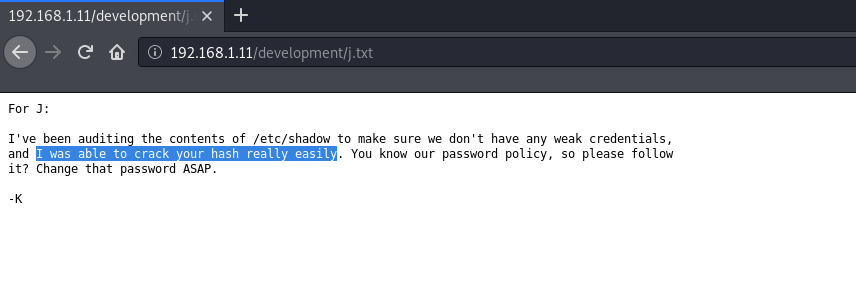 192.168.1.11/development/j.
192.168.1.11/development/j.txt
For J:
I've been auditing the contents of /etc/shadow to make sure we don't have any weak credentials,
and I was able to crack your hash really easily. You know our password policy, so please follow
it? Change that password ASAP.
-K